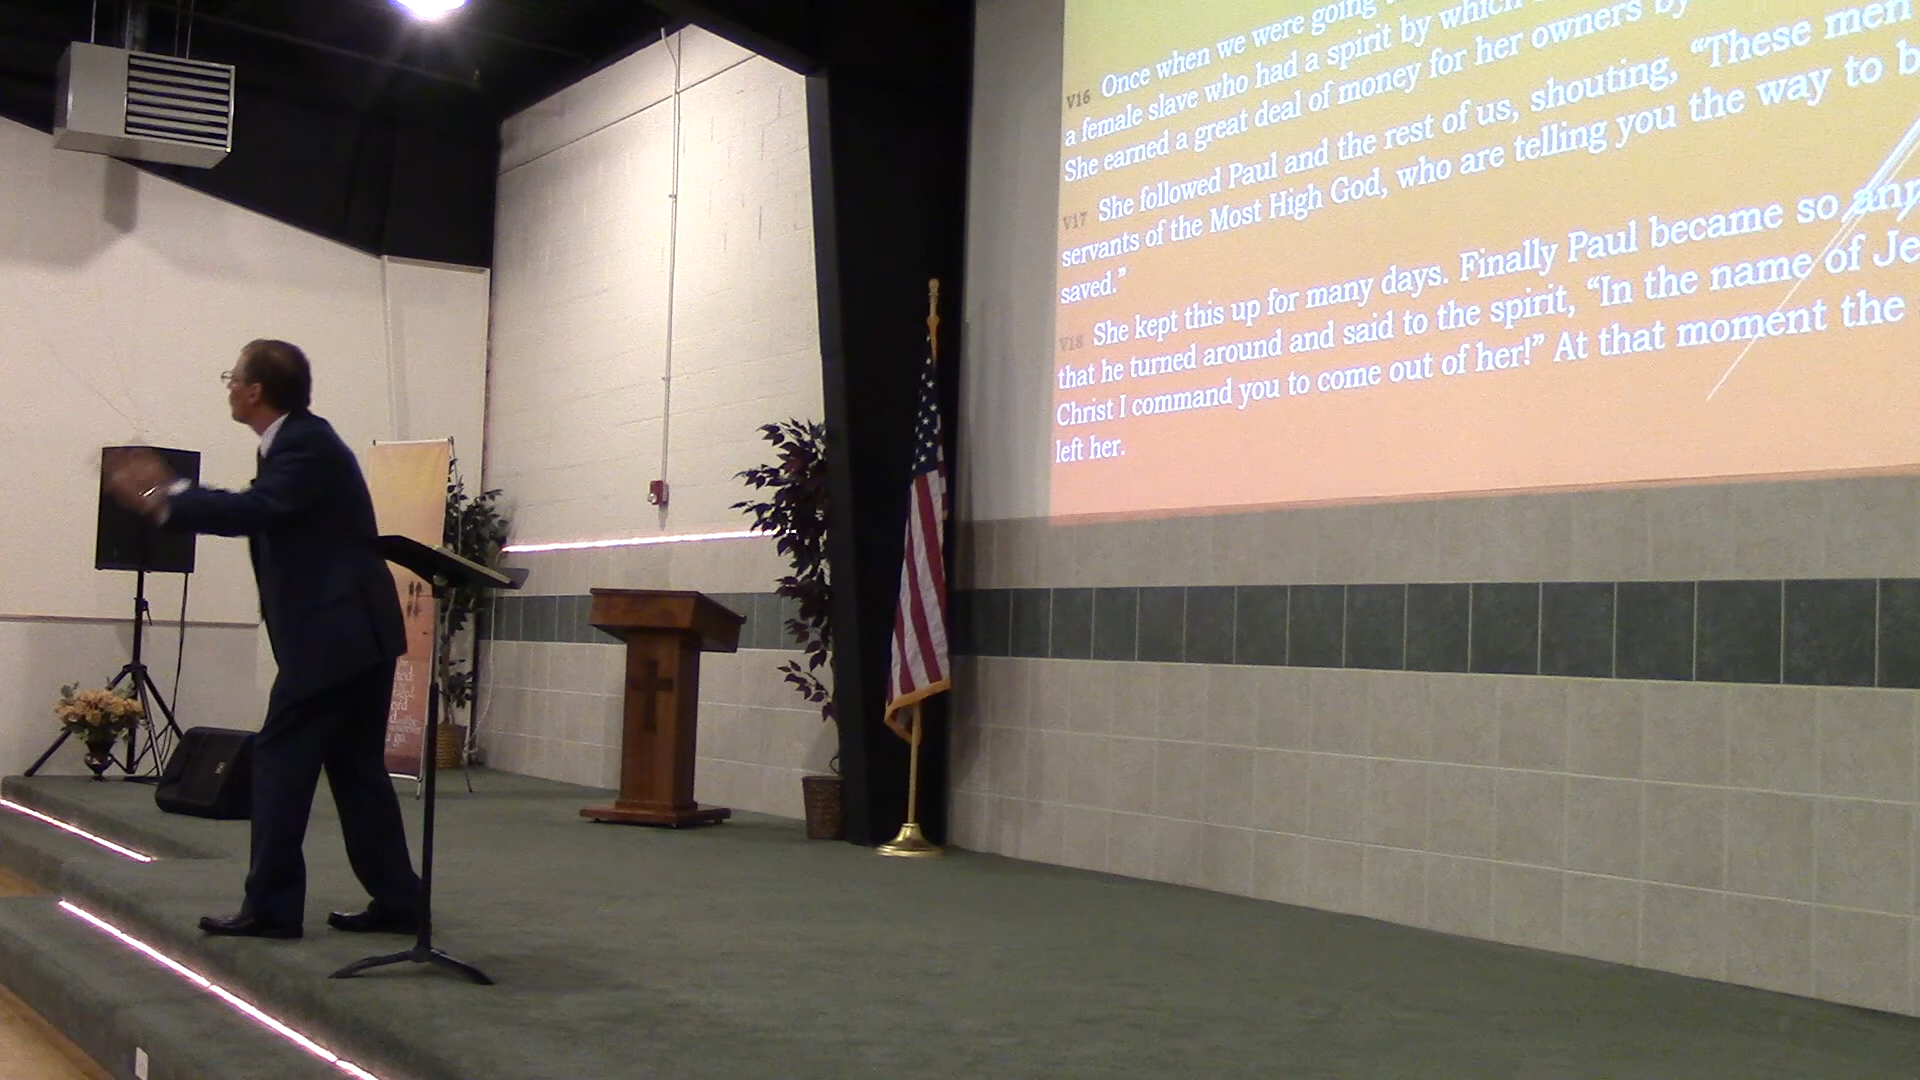 V16 Once when we were going
a female slave who had a spirit by which
She earned a great deal of money for her owners by
V17 She followed Paul and the rest of us, shouting, “These men
servants of the Most High God, who are telling you the way to b
saved.”
V18 She kept this up for many days. Finally Paul became so ann
that he turned around and said to the spirit, “In the name of Je
Christ I command you to come out of her!” At that moment the
left her.